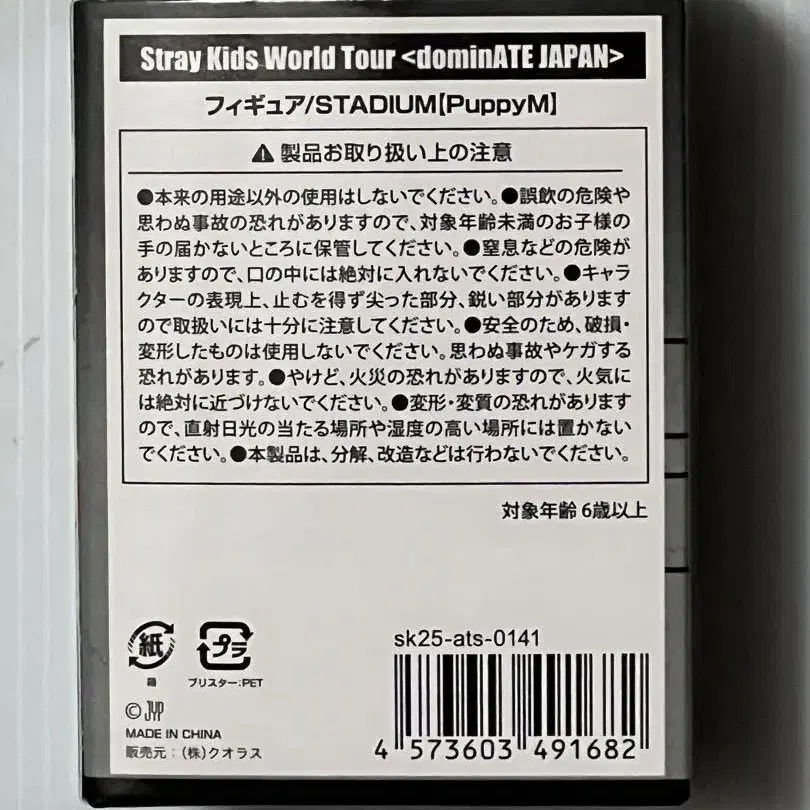 Stray Kids World Tour <dominATE JAPAN>
フィギュア/STADIUM【PuppyM】
製品お取り扱い上の注意
●本来の用途以外の使用はしないでください。●誤飲の危険や
思わぬ事故の恐れがありますので、対象年齢未満のお子様の
手の届かないところに保管してください。●窒息などの危険が
ありますので、口の中には絶対に入れないでください。●キャラ
クターの表現上、止むを得ず尖った部分、鋭い部分があります
ので取扱いには十分に注意してください。●安全のため、破損・
変形したものは使用しないでください。思わぬ事故やケガする
恐れがあります。●やけど、火災の恐れがありますので、火気に
は絶対に近づけないでください。●変形・変質の恐れがあります
ので、直射日光の当たる場所や湿度の高い場所には置かない
でください。●本製品は、分解、改造などは行わないでください。
対象年齢 6歳以上
紙
箱
プラ
ブリスター:PET
sk25-ats-0141
© JYP
MADE IN CHINA
販売元：(株)クオラス
4 573603 491682